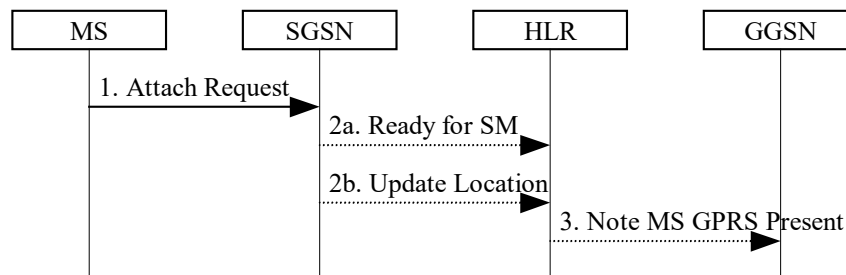 MS
SGSN
HLR
GGSN
1. Attach Request
2a. Ready for SM
2b. Update Location
3. Note MS GPRS Present